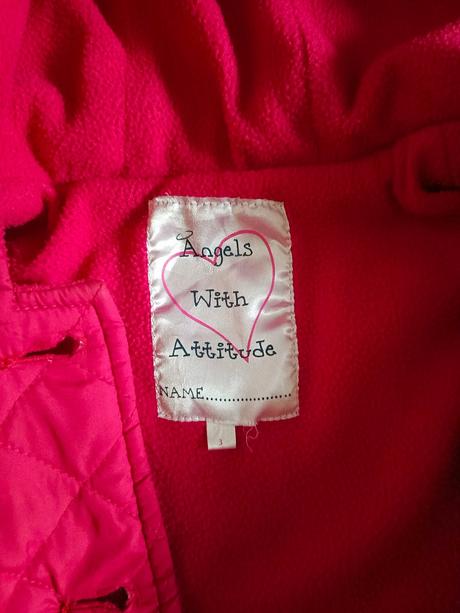 Angels
With
Attitude
NAME...................
3